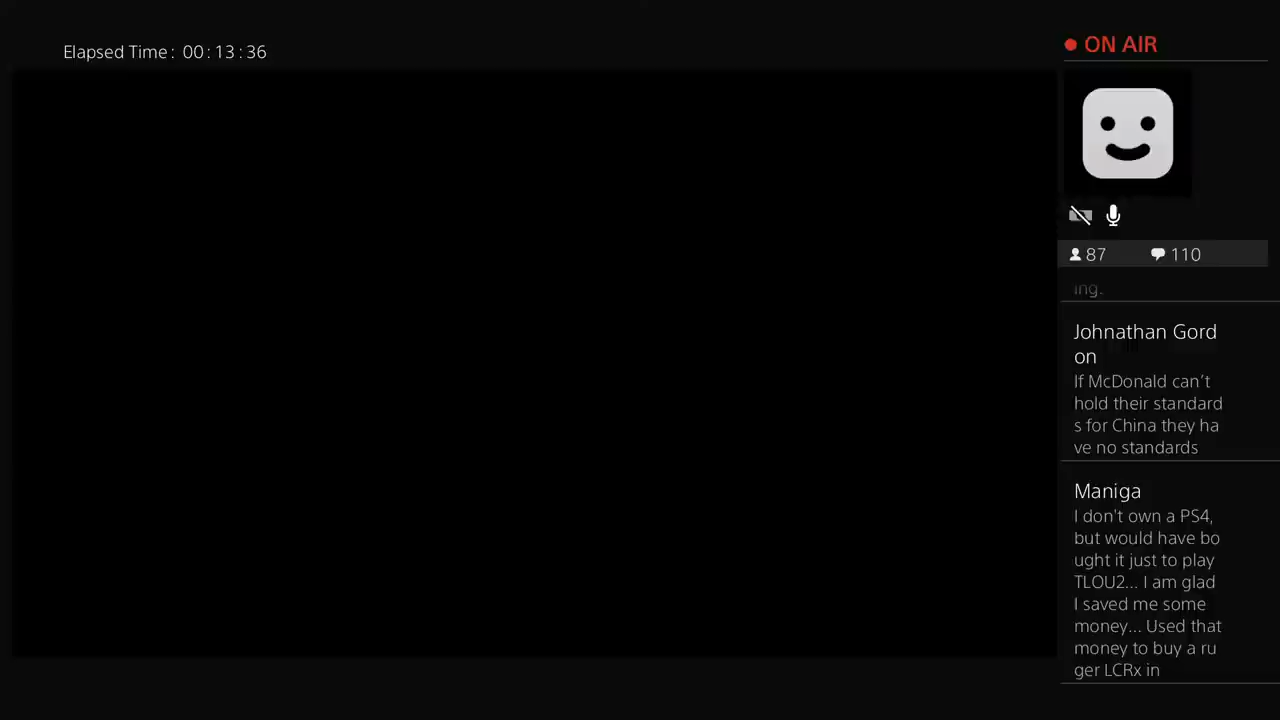 Elapsed Time: 00:13:36
ON AIR
87 110
ing.
Johnathan Gord
on
If McDonald can't
hold their standard
s for China they ha
ve no standards
Maniga
I don't own a PS4,
but would have bo
ught it just to play
TLOU2... I am glad
I saved me some
money... Used that
money to buy a ru
ger LCRx in